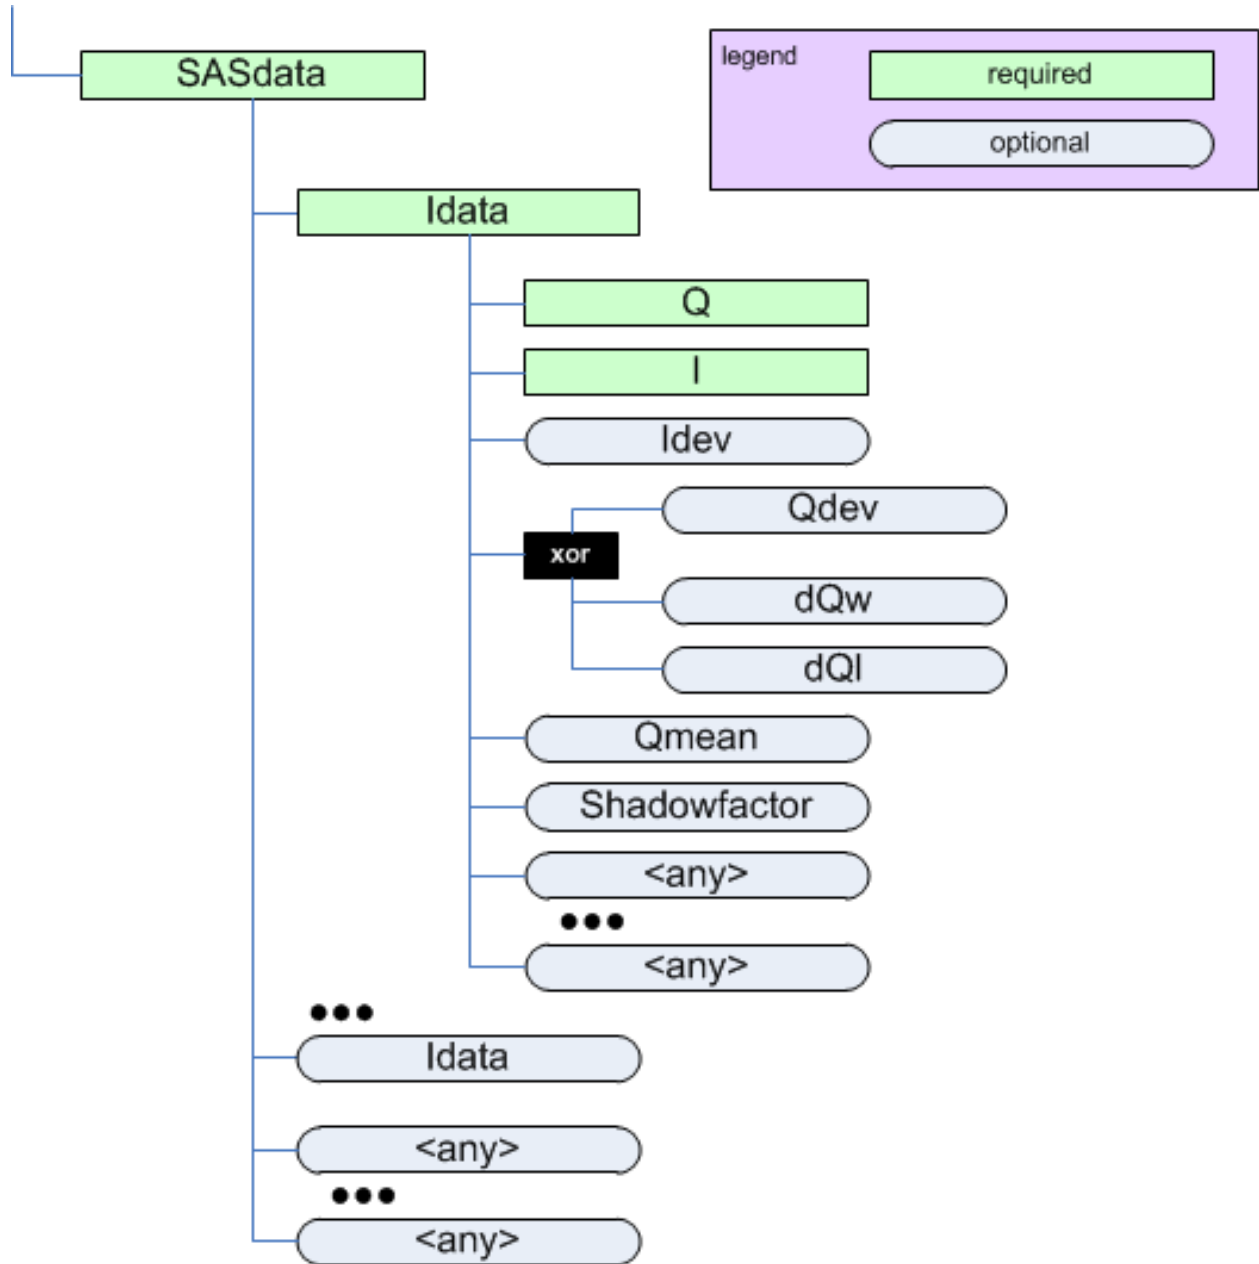 SASdata
legend
required
optional
Idata
Q
I
Idev
Qdev
xor
dQw
dQl
Qmean
Shadowfactor
<any>
<any>
Idata
<any>
<any>